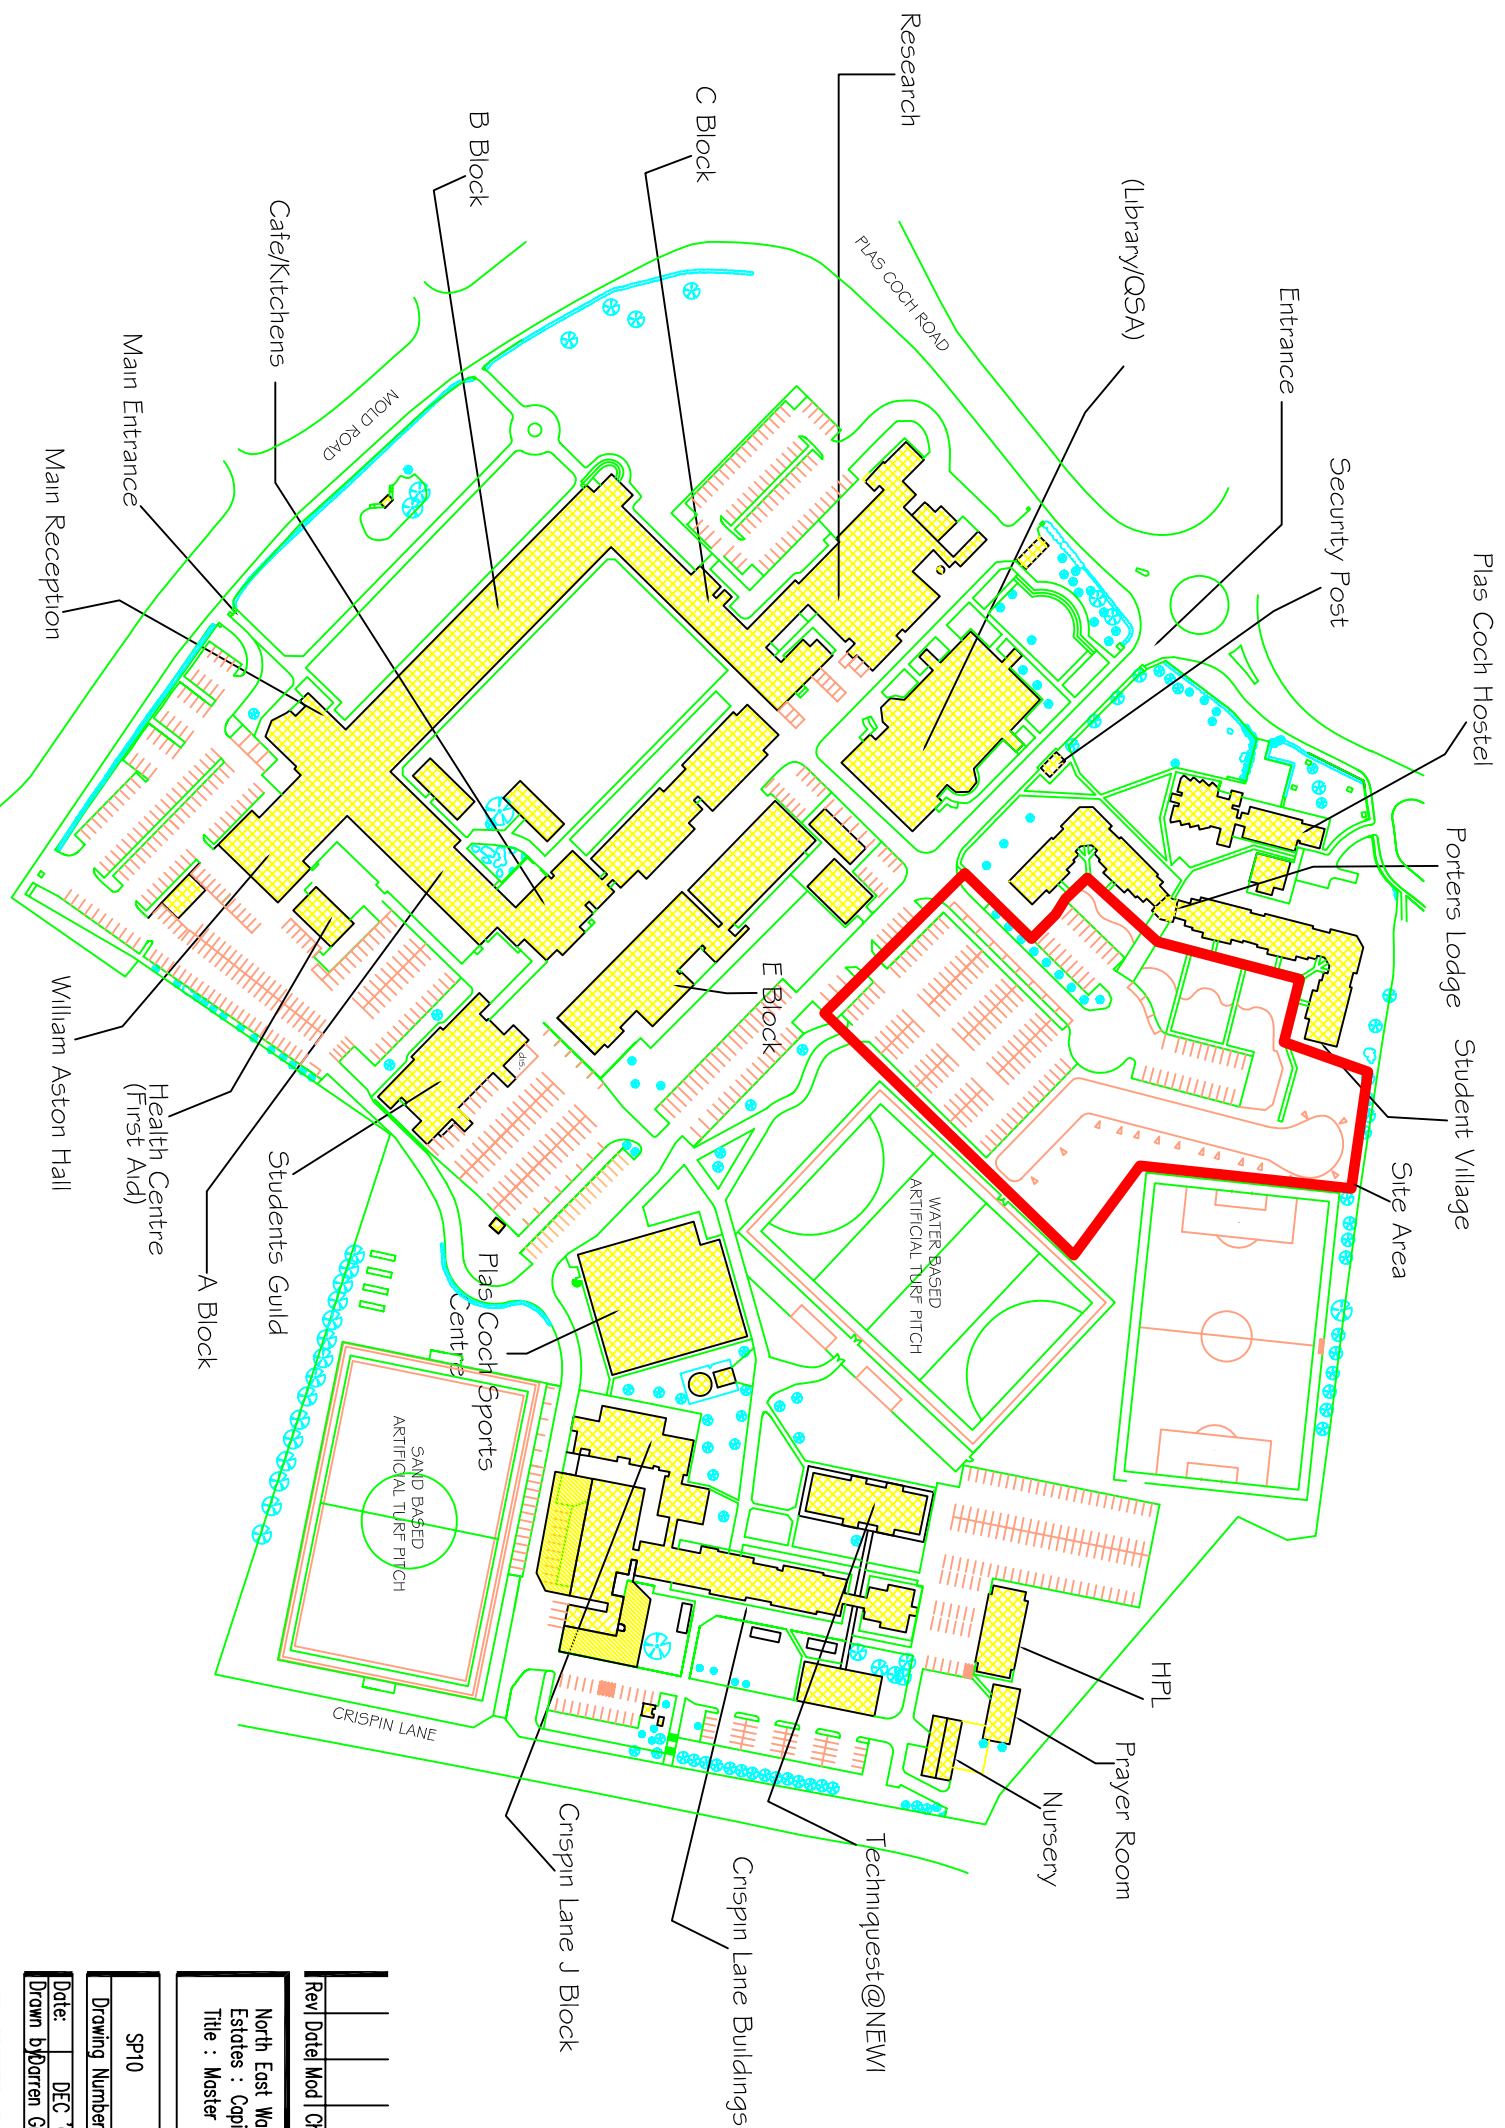 Research
C Block
B Block
Cafe/Kitchens
Main Entrance
Main Reception
PLAS COCH ROAD
MOLD ROAD
(Library/QSA)
Entrance
Security Post
Plas Coch Hostel
Porters Lodge
Student Village
Site Area
E Block
dis.
William Aston Hall
Health Centre
(First Aid)
Students Guild
A Block
Plas Coch Sports
Centre
WATER BASED
ARTIFICIAL TURF PITCH
SAND BASED
ARTIFICIAL TURF PITCH
CRISPIN LANE
HPL
Prayer Room
Nursery
Techniquest@NEWI
Crispin Lane Buildings
Crispin Lane J Block
Rev Date Mod
North East Wa
Estates : Capi
Title : Master
SP10
Drawing Number
Date: DEC
Drawn by Darren G